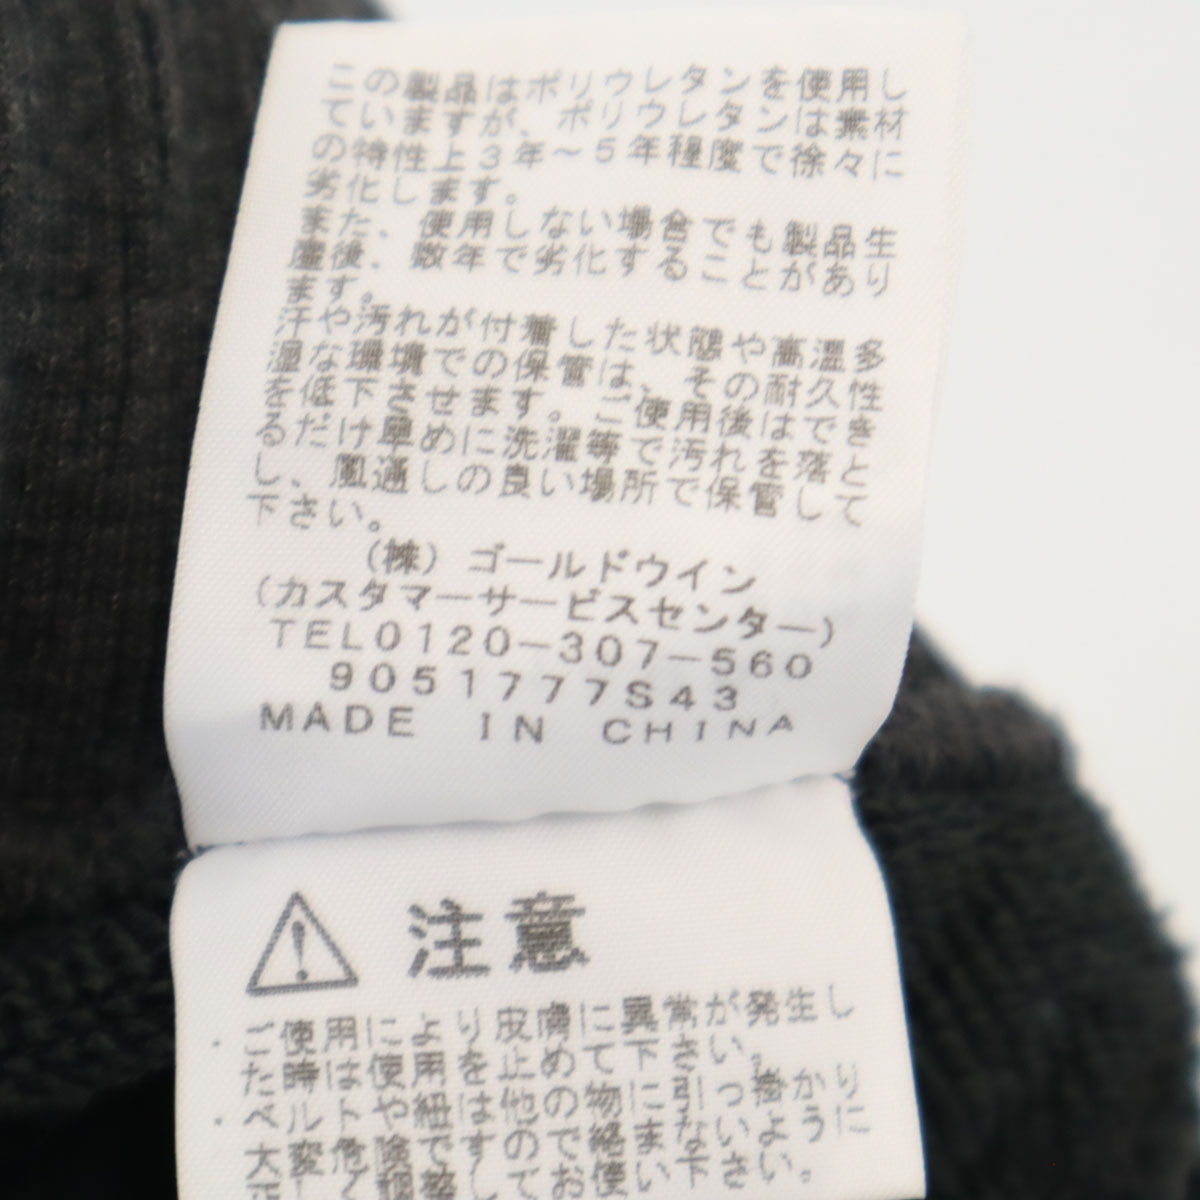 この製品はポリウレタンを使用し
ていますが、ポリウレタンは素材
の特性上3年~5年程度で徐々に
劣化します。
また、使用しない場合でも製品生
産後、数年で劣化することがあり
ます。
汗や汚れが付着した状態や高温多
湿な環境での保管は、その耐久性
を低下させます。ご使用後はでき
るだけ早めに洗濯等で汚れを落と
し、風通しの良い場所で保管して
下さい。
(株)ゴールドウイン
(カスタマーサービスセンター)
TEL0120-307-560
9051777S43
MADE IN CHINA
注意
・ご使用により皮膚に異常が発生し
た時は使用を止めて下さい。
・ベルトや紐は他の物に引っ掛かり
大変危険ですので絡まないように